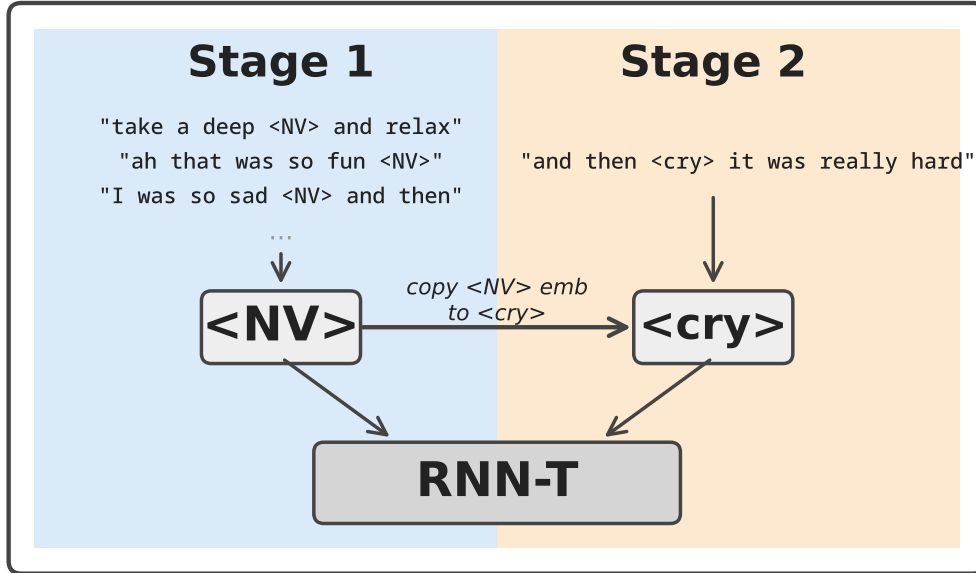 Stage 1
"take a deep <NV> and relax"
"ah that was so fun <NV>"
"I was so sad <NV> and then"
...
Stage 2
"and then <cry> it was really hard"
copy <NV> emb
to <cry>
<NV>
<cry>
RNN-T